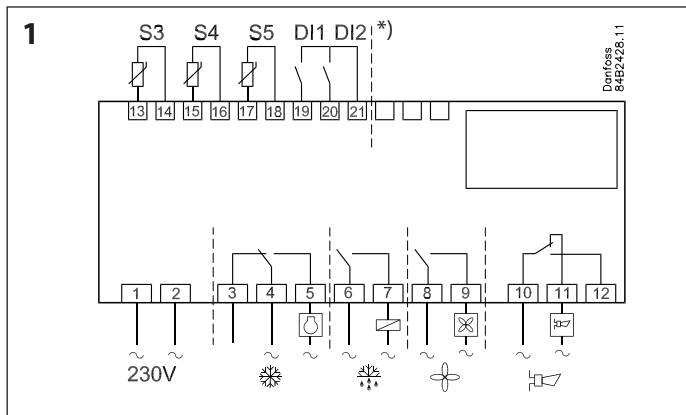 1
S3 S4 S5 DI1 DI2 *)
Danfoss
84B2428.11
13 14 15 16 17 18 19 20 21
1 2 3 4 5 6 7 8 9 10 11 12
~ ~ ~ ~ ~ ~ ~ ~ ~ ~
230V